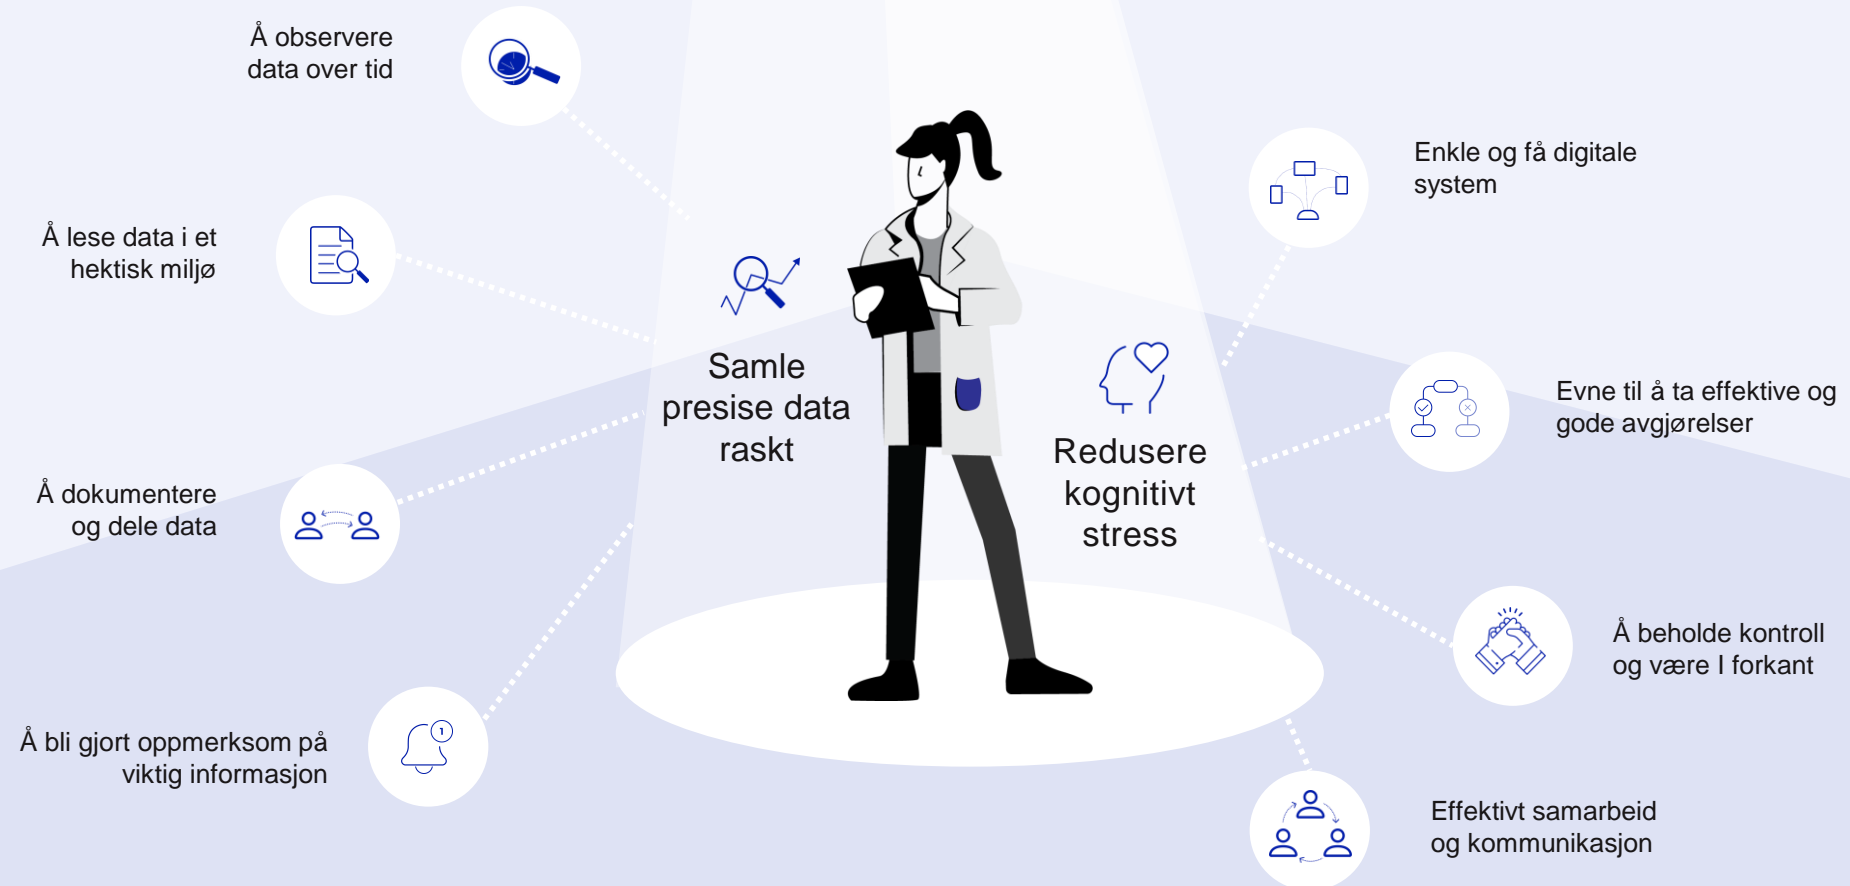 Å observere
data over tid
Å lese data i et
hektisk miljø
Å dokumentere
og dele data
Å bli gjort oppmerksom på
viktig informasjon
1
Samle
presise data
raskt
Redusere
kognitivt
stress
Enkle og få digitale
system
Evne til å ta effektive og
gode avgjørelser
Å beholde kontroll
og være I forkant
Effektivt samarbeid
og kommunikasjon